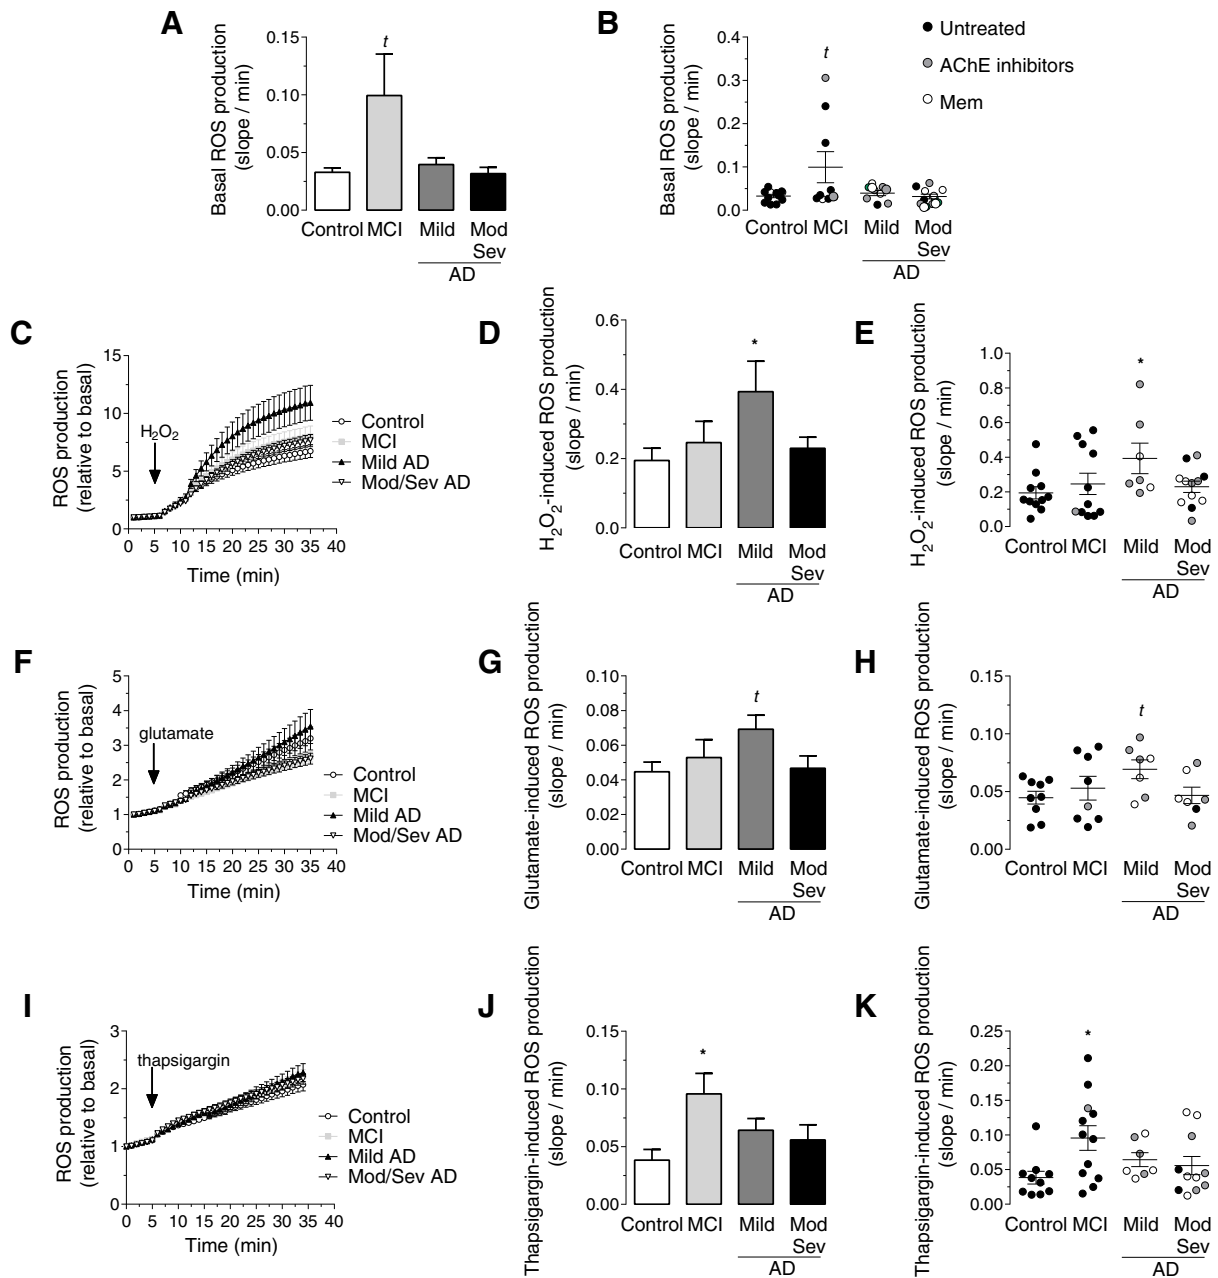 A
Basal ROS production
(slope / min)
0.15
0.10
0.05
0.00
t
Control MCI Mild Mod
Sev
AD
B
Basal ROS production
(slope / min)
0.4
0.3
0.2
0.1
0.0
t
Control MCI Mild Mod
Sev
AD
Untreated
AChE inhibitors
Mem
C
ROS production
(relative to basal)
15
10
5
0
H2O2
0 5 10 15 20 25 30 35 40
Time (min)
Control
MCI
Mild AD
Mod/Sev AD
D
H2O2-induced ROS production
(slope / min)
0.6
0.4
0.2
0.0
*
Control MCI Mild Mod
Sev
AD
E
H2O2-induced ROS production
(slope / min)
1.0
0.8
0.6
0.4
0.2
0.0
*
Control MCI Mild Mod
Sev
AD
F
ROS production
(relative to basal)
5
4
3
2
1
0
glutamate
0 5 10 15 20 25 30 35 40
Time (min)
Control
MCI
Mild AD
Mod/Sev AD
G
Glutamate-induced ROS production
(slope / min)
0.10
0.08
0.06
0.04
0.02
0.00
t
Control MCI Mild Mod
Sev
AD
H
Glutamate-induced ROS production
(slope / min)
0.15
0.10
0.05
0.00
t
Control MCI Mild Mod
Sev
AD
I
ROS production
(relative to basal)
3
2
1
0
thapsigargin
0 5 10 15 20 25 30 35 40
Time (min)
Control
MCI
Mild AD
Mod/Sev AD
J
Thapsigargin-induced ROS production
(slope / min)
0.15
0.10
0.05
0.00
*
Control MCI Mild Mod
Sev
AD
K
Thapsigargin-induced ROS production
(slope / min)
0.25
0.20
0.15
0.10
0.05
0.00
*
Control MCI Mild Mod
Sev
AD